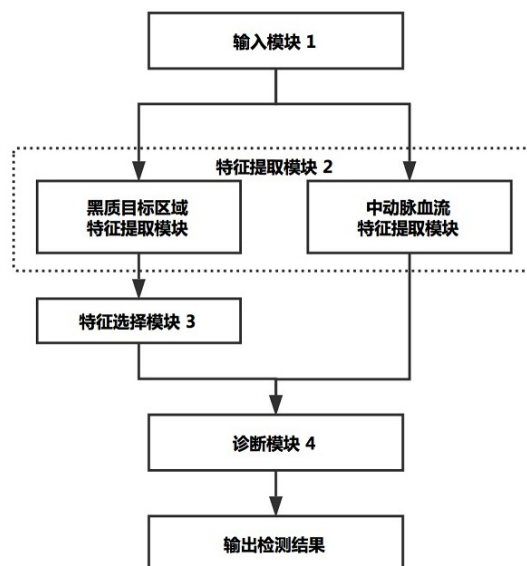 输入模块 1
特征提取模块 2
黑质目标区域
特征提取模块
中动脉血流
特征提取模块
特征选择模块 3
诊断模块 4
输出检测结果